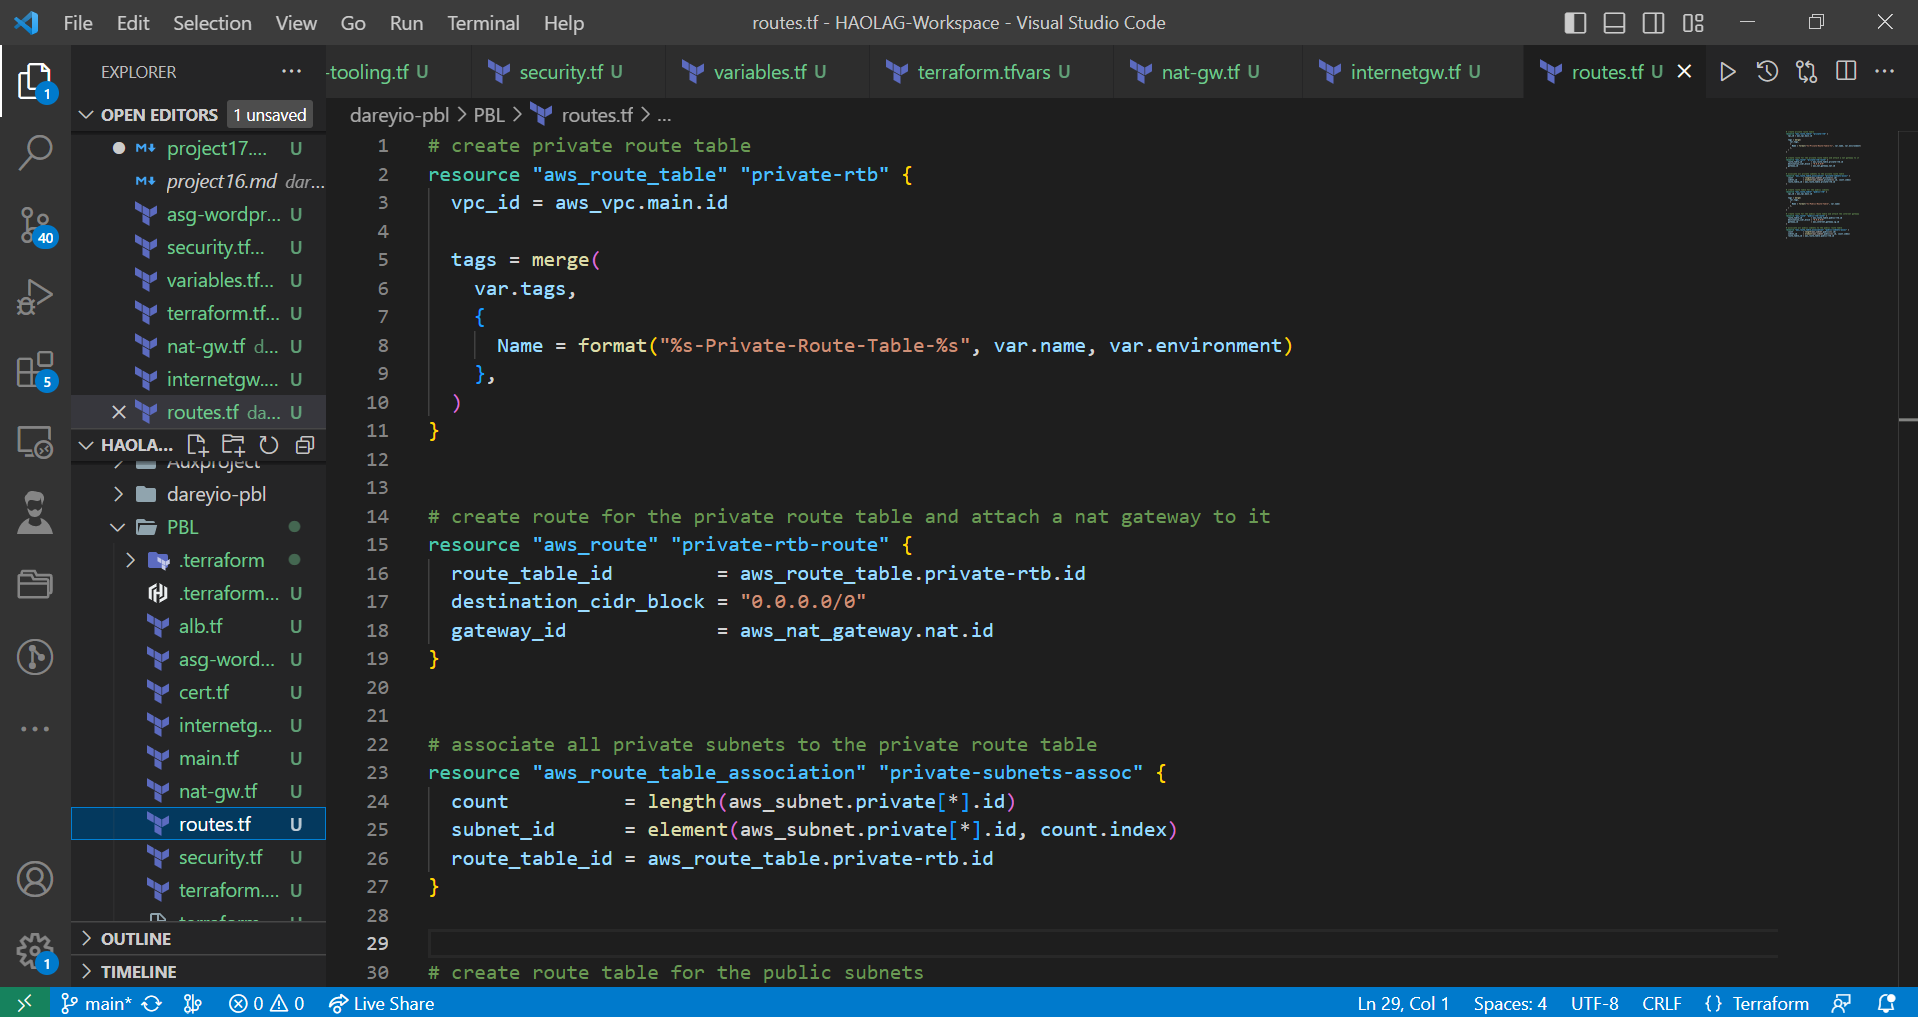 File Edit Selection View Go Run Terminal Help
routes.tf - HAOLAG-Workspace - Visual Studio Code
EXPLORER
-tooling.tf U
security.tf U
variables.tf U
terraform.tfvars U
nat-gw.tf U
internetgw.tf U
routes.tf U
OPEN EDITORS 1 unsaved
project17.... U
project16.md dar...
asg-wordpr... U
security.tf... U
variables.tf... U
terraform.tf... U
nat-gw.tf d... U
internetgw.... U
routes.tf da... U
HAOLA...
Auxproject
dareyio-pbl
PBL
.terraform
.terraform... U
alb.tf U
asg-word... U
cert.tf U
internetg... U
main.tf U
nat-gw.tf U
routes.tf U
security.tf U
terraform.... U
OUTLINE
TIMELINE
1
40
5
1
dareyio-pbl > PBL > routes.tf > ...
1 # create private route table
2 resource "aws_route_table" "private-rtb" {
3 vpc_id = aws_vpc.main.id
4
5 tags = merge(
6 var.tags,
7 {
8 Name = format("%s-Private-Route-Table-%s", var.name, var.environment)
9 },
10 )
11 }
12
13
14 # create route for the private route table and attach a nat gateway to it
15 resource "aws_route" "private-rtb-route" {
16 route_table_id = aws_route_table.private-rtb.id
17 destination_cidr_block = "0.0.0.0/0"
18 gateway_id = aws_nat_gateway.nat.id
19 }
20
21
22 # associate all private subnets to the private route table
23 resource "aws_route_table_association" "private-subnets-assoc" {
24 count = length(aws_subnet.private[*].id)
25 subnet_id = element(aws_subnet.private[*].id, count.index)
26 route_table_id = aws_route_table.private-rtb.id
27 }
28
29
30 # create route table for the public subnets
main* 0 0 Live Share
Ln 29, Col 1 Spaces: 4 UTF-8 CRLF {} Terraform